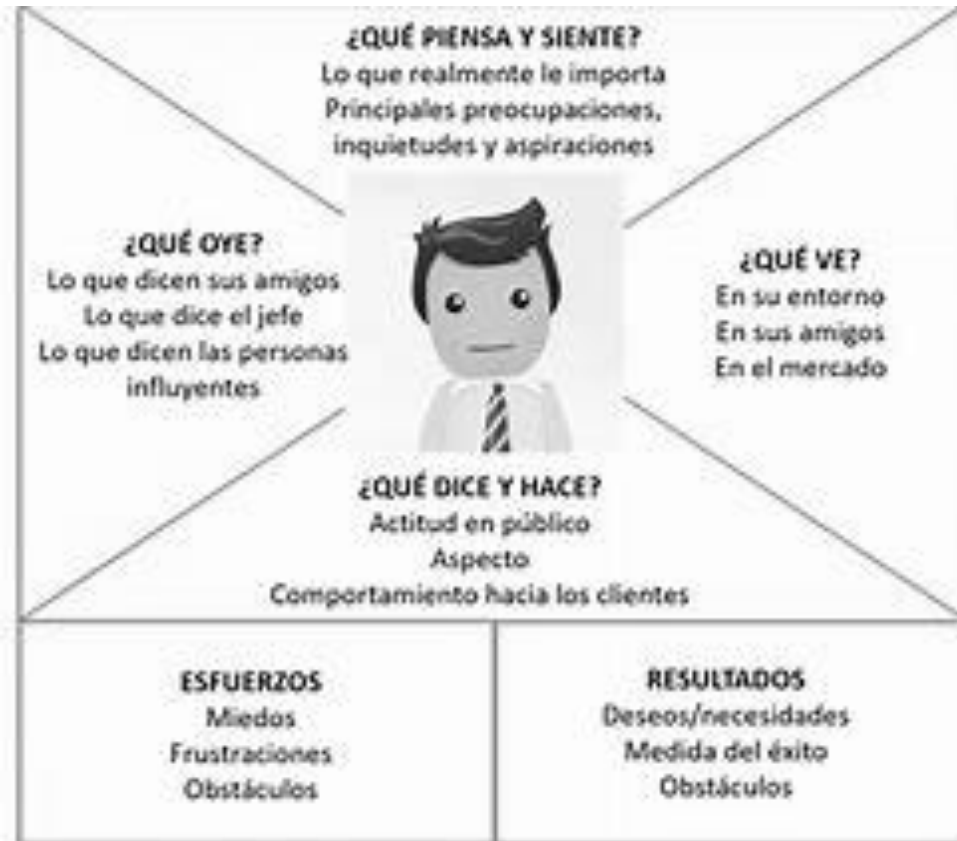 ¿QUÉ PIENSA Y SIENTE?
Lo que realmente le importa
Principales preocupaciones,
inquietudes y aspiraciones
¿QUÉ OYE?
Lo que dicen sus amigos
Lo que dice el jefe
Lo que dicen las personas
influyentes
¿QUÉ VE?
En su entorno
En sus amigos
En el mercado
¿QUÉ DICE Y HACE?
Actitud en público
Aspecto
Comportamiento hacia los clientes
ESFUERZOS
Miedos
Frustraciones
Obstáculos
RESULTADOS
Deseos/necesidades
Medida del éxito
Obstáculos